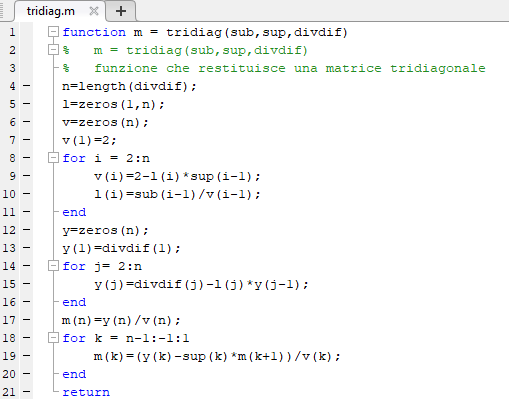 tridiag.m
1 function m = tridiag(sub,sup,divdif)
2 % m = tridiag(sub,sup,divdif)
3 % funzione che restituisce una matrice tridiagonale
4 n=length(divdif);
5 l=zeros(1,n);
6 v=zeros(n);
7 v(1)=2;
8 for i = 2:n
9 v(i)=2-l(i)*sup(i-1);
10 l(i)=sub(i-1)/v(i-1);
11 end
12 y=zeros(n);
13 y(1)=divdif(1);
14 for j= 2:n
15 y(j)=divdif(j)-l(j)*y(j-1);
16 end
17 m(n)=y(n)/v(n);
18 for k = n-1:-1:1
19 m(k)=(y(k)-sup(k)*m(k+1))/v(k);
20 end
21 return